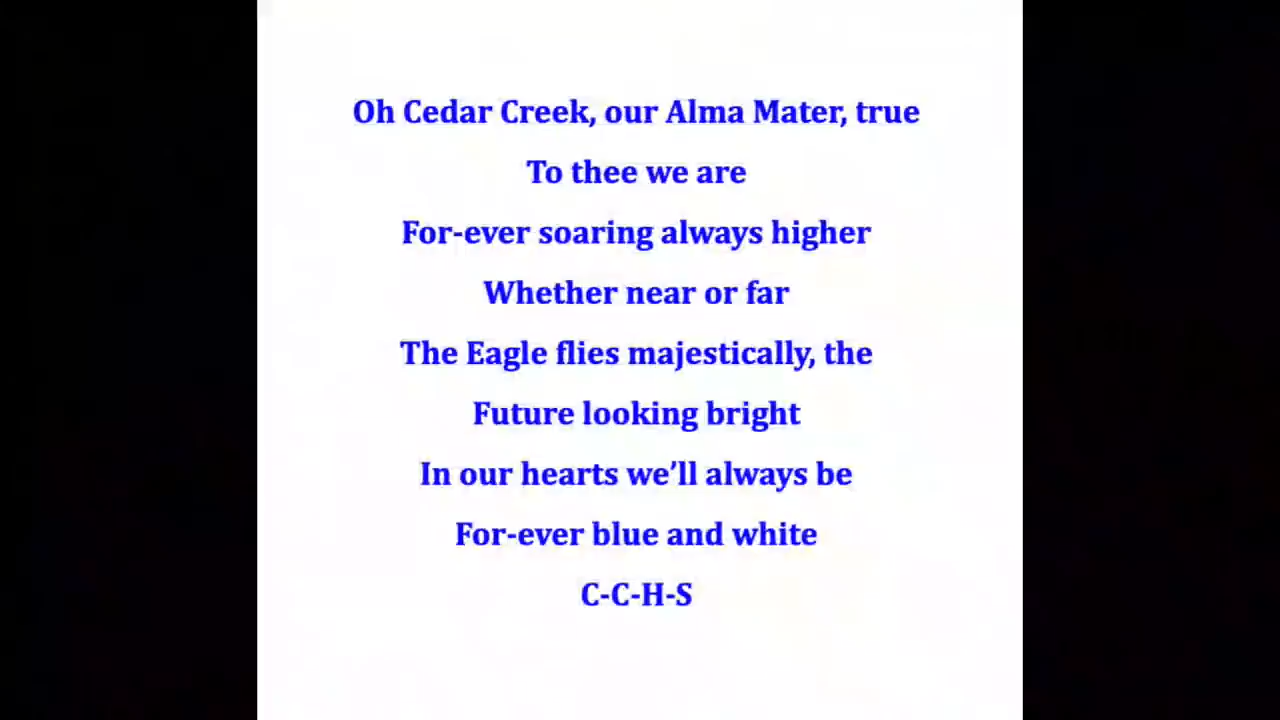 Oh Cedar Creek, our Alma Mater, true
To thee we are
For-ever soaring always higher
Whether near or far
The Eagle flies majestically, the
Future looking bright
In our hearts we’ll always be
For-ever blue and white
C-C-H-S